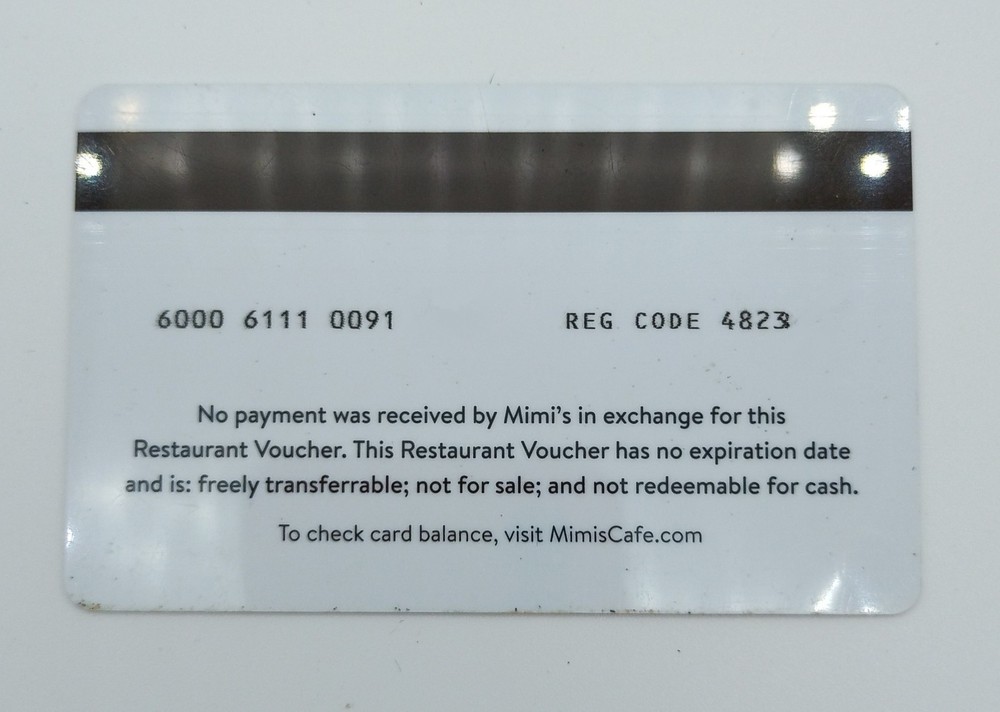 6000 6111 0091 REG CODE 4823
No payment was received by Mimi's in exchange for this
Restaurant Voucher. This Restaurant Voucher has no expiration date
and is: freely transferrable; not for sale; and not redeemable for cash.
To check card balance, visit MimisCafe.com